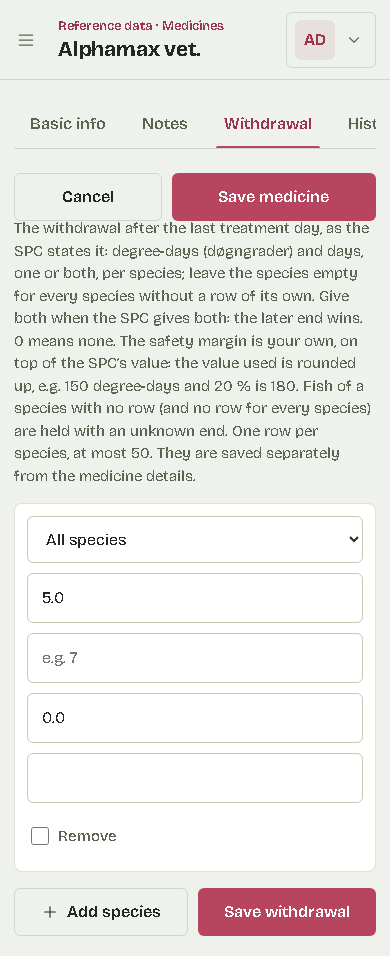 Reference data · Medicines
Alphamax vet.
AD
Basic info
Notes
Withdrawal
Hist
Cancel
Save medicine
The withdrawal after the last treatment day, as the
SPC states it: degree-days (døgngrader) and days,
one or both, per species; leave the species empty
for every species without a row of its own. Give
both when the SPC gives both: the later end wins.
0 means none. The safety margin is your own, on
top of the SPC's value: the value used is rounded
up, e.g. 150 degree-days and 20 % is 180. Fish of a
species with no row (and no row for every species)
are held with an unknown end. One row per
species, at most 50. They are saved separately
from the medicine details.
All species
5.0
e.g. 7
0.0
Remove
Add species
Save withdrawal